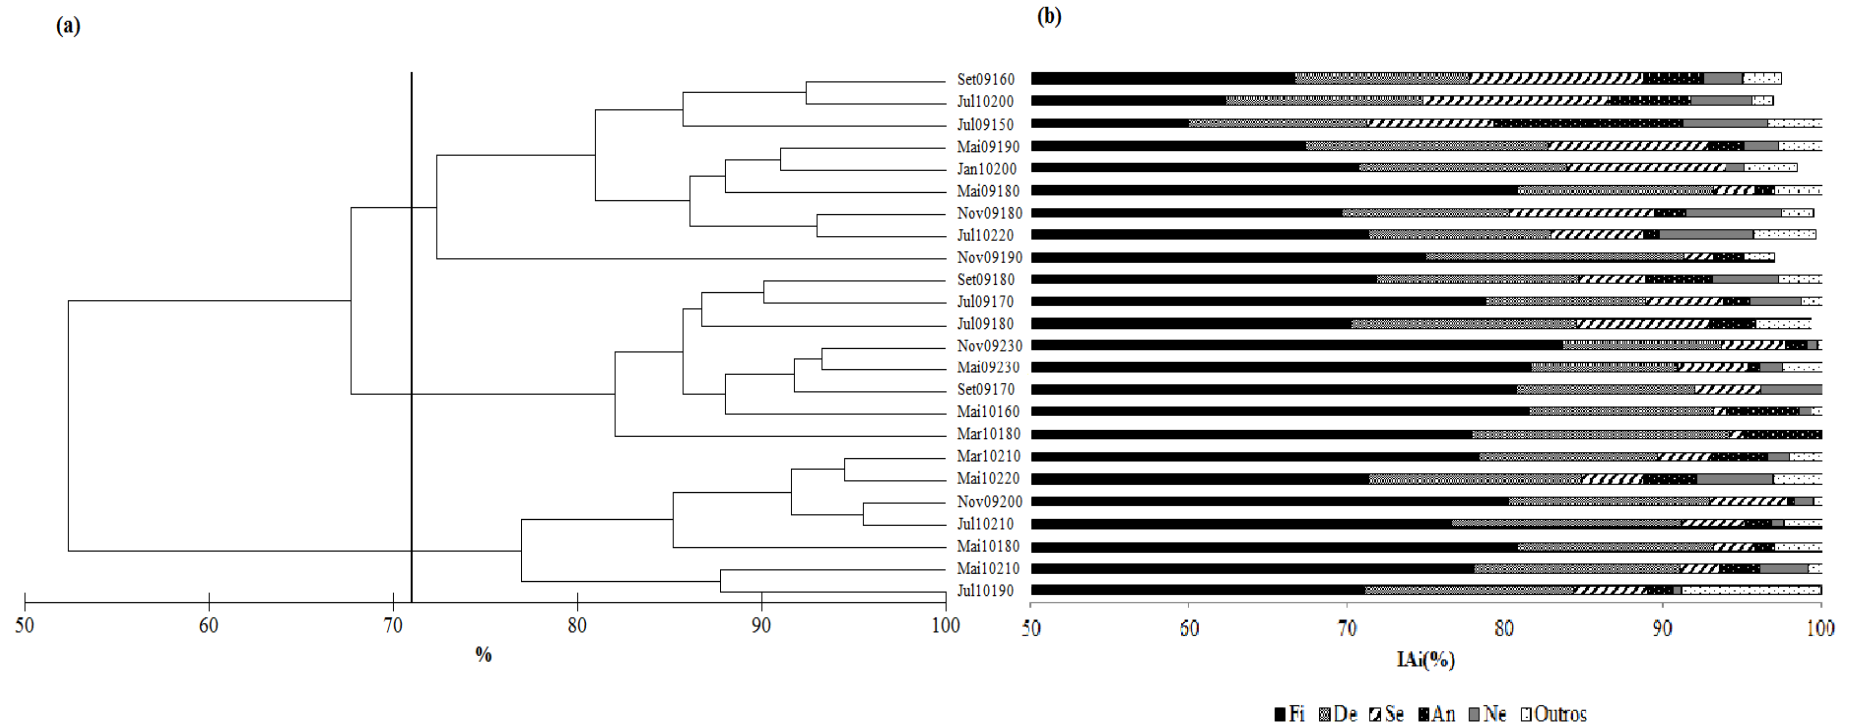 (a)
(b)
Set09160
Jul10200
Jul09150
Mai09190
Jan10200
Mai09180
Nov09180
Jul10220
Nov09190
Set09180
Jul09170
Jul09180
Nov09230
Mai09230
Set09170
Mai10160
Mar10180
Mar10210
Mai10220
Nov09200
Jul10210
Mai10180
Mai10210
Jul10190
50 60 70 80 90 100
%
50 60 70 80 90 100
IAi(%)
Fi De Se An Ne Outros